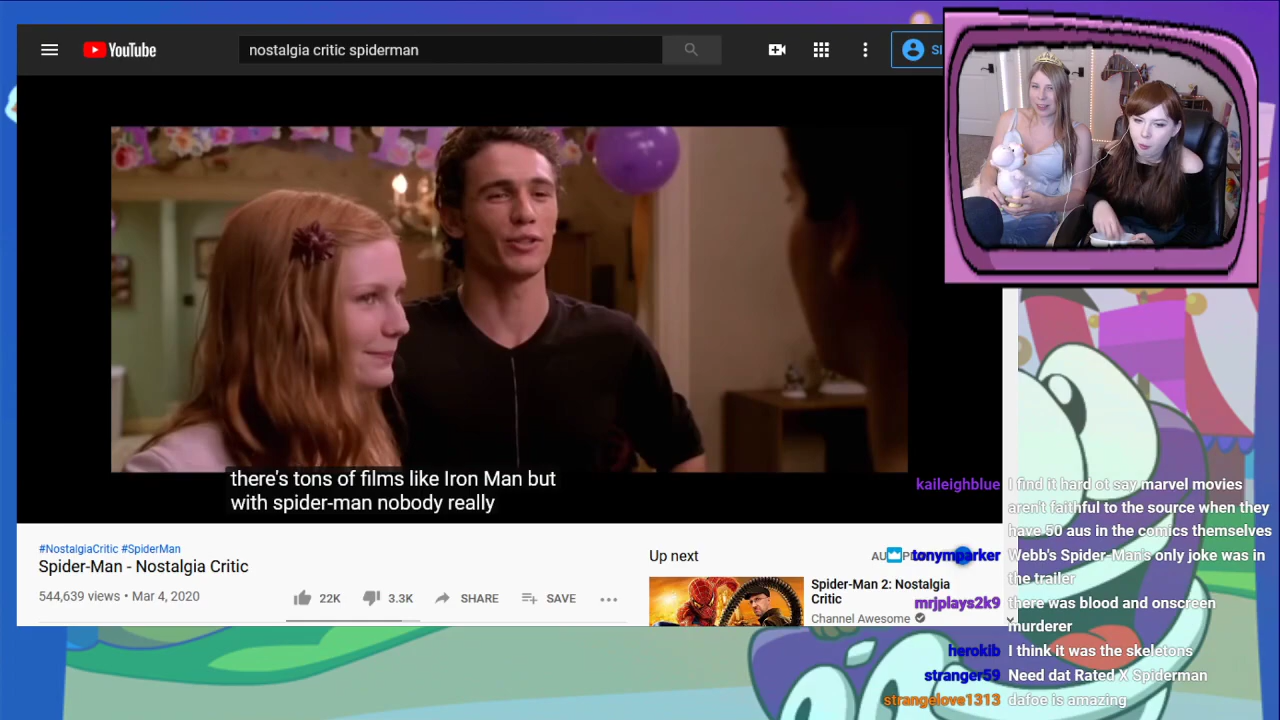 YouTube
nostalgia critic spiderman
there's tons of films like Iron Man but
with spider-man nobody really
#NostalgiaCritic #SpiderMan
Spider-Man - Nostalgia Critic
544,639 views • Mar 4, 2020
22K
3.3K
SHARE
SAVE
Up next
Spider-Man 2: Nostalgia
Critic
Channel Awesome
kaileighblue I find it hard ot say marvel movies
aren't faithful to the source when they
have 50 aus in the comics themselves
tonymparker Webb's Spider-Man's only joke was in
the trailer
mrjplays2k9 there was blood and onscreen
murderer
herokib I think it was the skeletons
stranger59 Need dat Rated X Spiderman
strangelove1313 dafoe is amazing